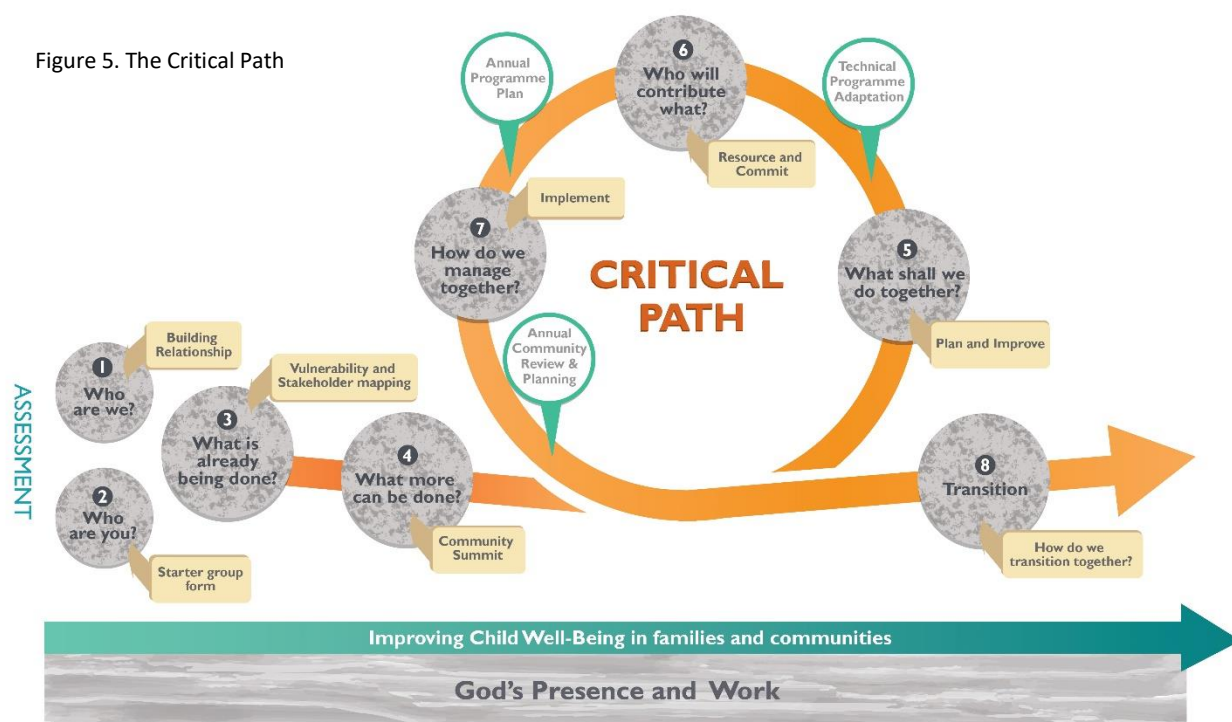 Figure 5. The Critical Path
Annual
Programme
Plan
6
Who will
contribute
what?
Technical
Programme
Adaptation
Resource and
Commit
Implement
7
How do we
manage
together?
CRITICAL
PATH
5
What shall we
do together?
Plan and Improve
Annual
Community
Review &
Planning
ASSESSMENT
Building
Relationship
1
Who
are we?
Vulnerability and
Stakeholder mapping
3
What is
already
being done?
2
Who
are you?
Starter group
form
4
What more
can be done?
Community
Summit
8
Transition
How do we
transition together?
Improving Child Well-Being in families and communities
God's Presence and Work